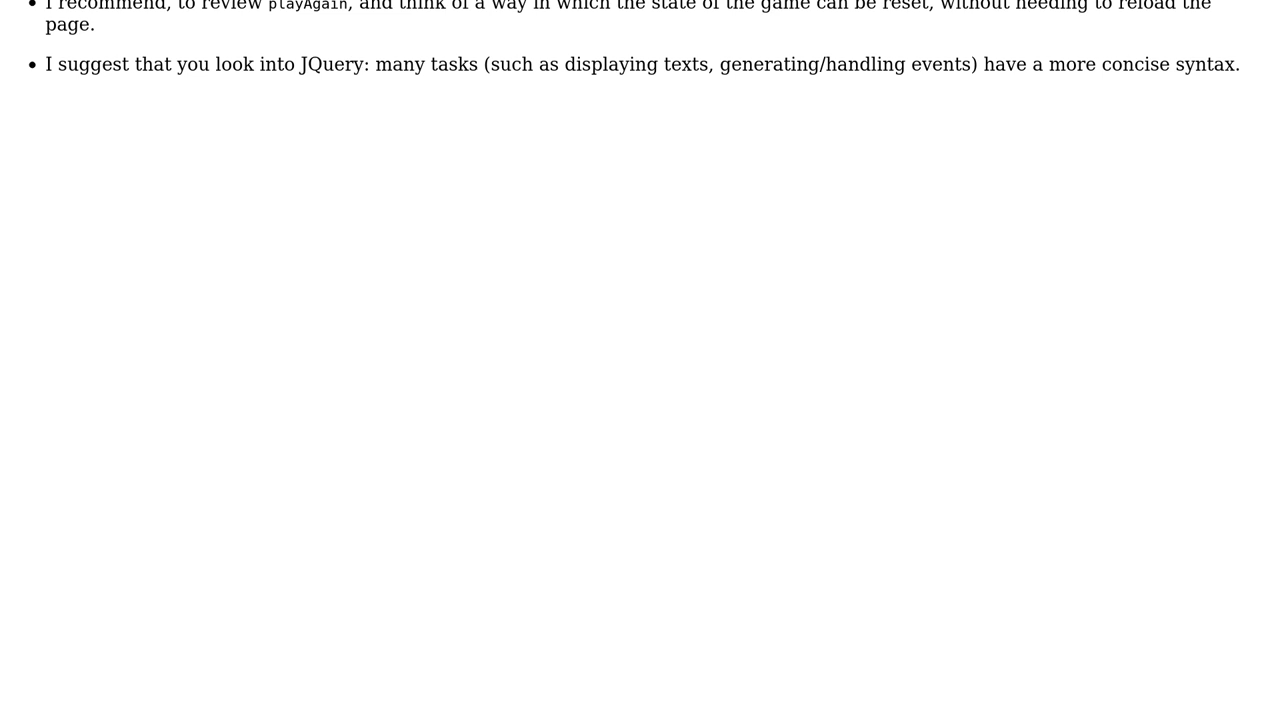 • I recommend, to review playAgain, and think of a way in which the state of the game can be reset, without needing to reload the
page.
• I suggest that you look into JQuery: many tasks (such as displaying texts, generating/handling events) have a more concise syntax.